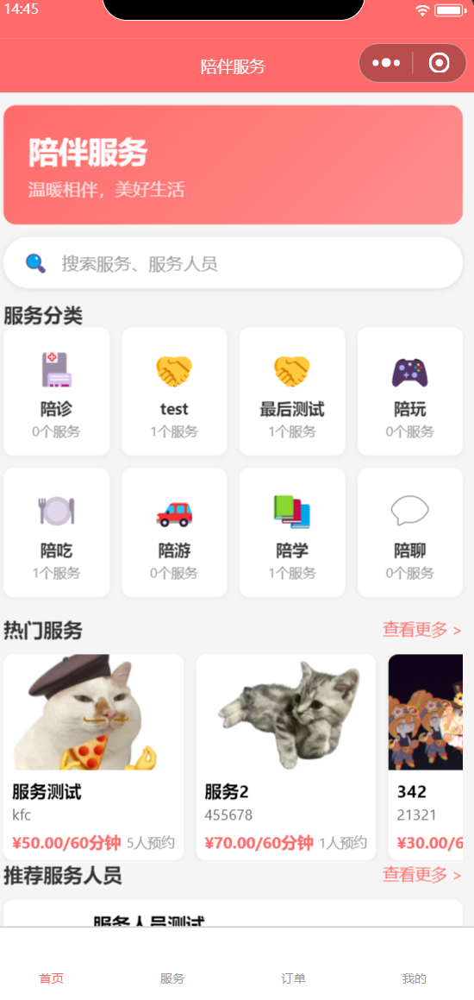 14:45
陪伴服务
陪伴服务
温暖相伴，美好生活
搜索服务、服务人员
服务分类
陪诊
0个服务
test
1个服务
最后测试
1个服务
陪玩
0个服务
陪吃
1个服务
陪游
0个服务
陪学
1个服务
陪聊
0个服务
热门服务
查看更多 >
服务测试
kfc
¥50.00/60分钟 5人预约
服务2
455678
¥70.00/60分钟 1人预约
342
21321
¥30.00/6
推荐服务人员
查看更多 >
服务人员测试
首页
服务
订单
我的